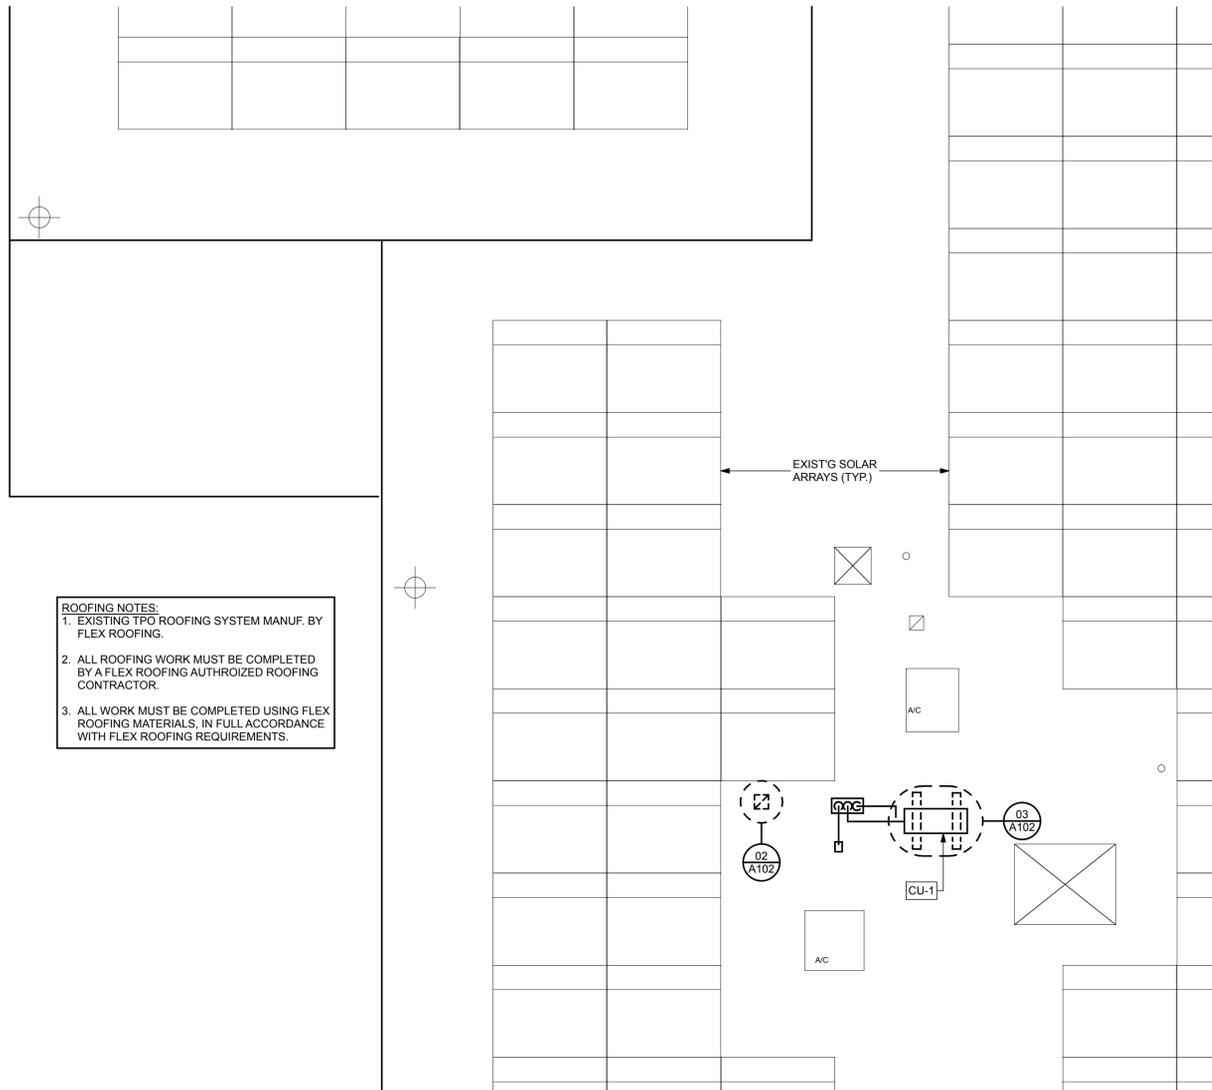 EXIST'G SOLAR
ARRAYS (TYP.)
ROOFING NOTES:
1. EXISTING TPO ROOFING SYSTEM MANUF. BY
FLEX ROOFING.
2. ALL ROOFING WORK MUST BE COMPLETED
BY A FLEX ROOFING AUTHROIZED ROOFING
CONTRACTOR.
3. ALL WORK MUST BE COMPLETED USING FLEX
ROOFING MATERIALS, IN FULL ACCORDANCE
WITH FLEX ROOFING REQUIREMENTS.
A/C
03
A102
02
A102
CU-1
A/C